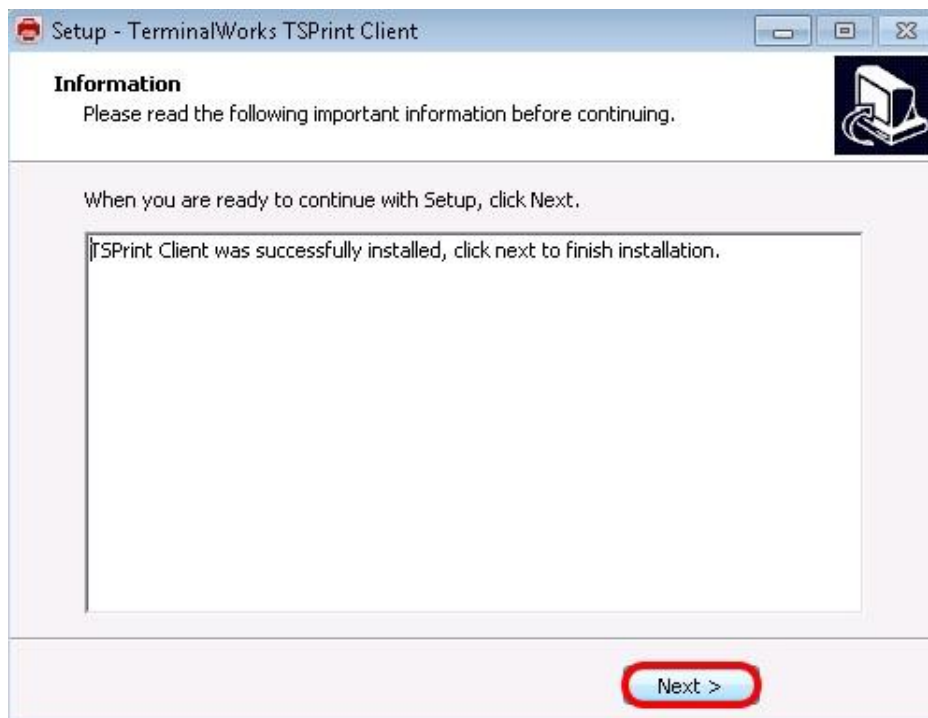 Setup - TerminalWorks TSPrint Client
Information
Please read the following important information before continuing.
When you are ready to continue with Setup, click Next.
TSPrint Client was successfully installed, click next to finish installation.
Next >